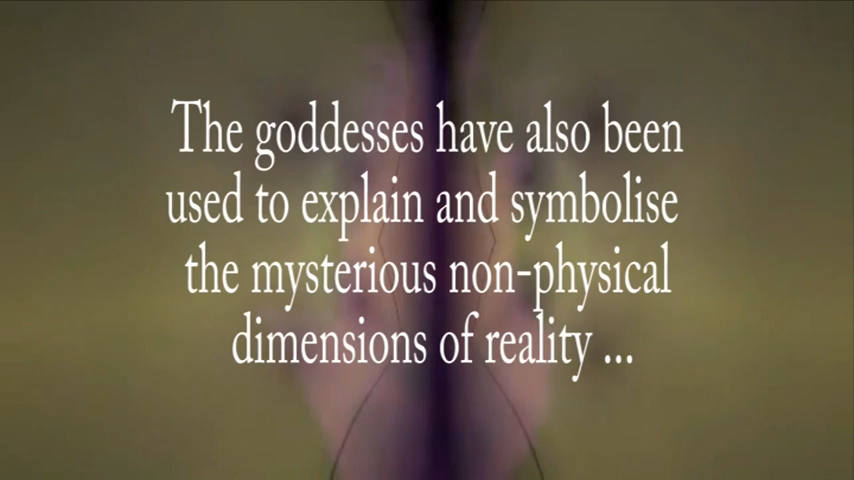 The goddesses have also been
used to explain and symbolise
the mysterious non-physical
dimensions of reality ...